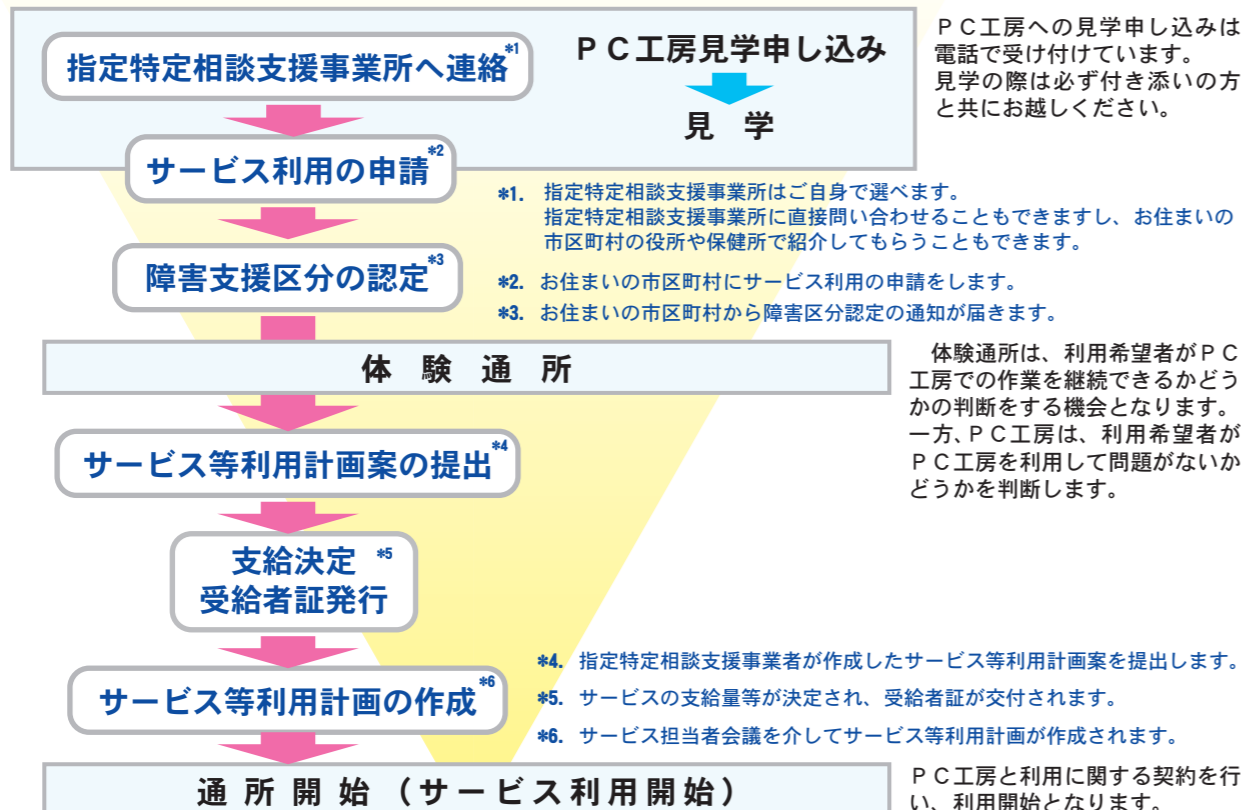 指定特定相談支援事業所へ連絡*1
ＰＣ工房見学申し込み
見 学
ＰＣ工房への見学申し込みは
電話で受け付けています。
見学の際は必ず付き添いの方
と共にお越しください。
サービス利用の申請*2
*1. 指定特定相談支援事業所はご自身で選べます。
指定特定相談支援事業所に直接問い合わせることもできますし、お住まいの
市区町村の役所や保健所で紹介してもらうこともできます。
障害支援区分の認定*3
*2. お住まいの市区町村にサービス利用の申請をします。
*3. お住まいの市区町村から障害区分認定の通知が届きます。
体 験 通 所
体験通所は、利用希望者がＰＣ
工房での作業を継続できるかどう
かの判断をする機会となります。
一方、ＰＣ工房は、利用希望者が
ＰＣ工房を利用して問題がないか
どうかを判断します。
サービス等利用計画案の提出*4
支給決定 *5
受給者証発行
サービス等利用計画の作成*6
*4. 指定特定相談支援事業者が作成したサービス等利用計画案を提出します。
*5. サービスの支給量等が決定され、受給者証が交付されます。
*6. サービス担当者会議を介してサービス等利用計画が作成されます。
通 所 開 始 （サービス利用開始）
ＰＣ工房と利用に関する契約を行
い、利用開始となります。